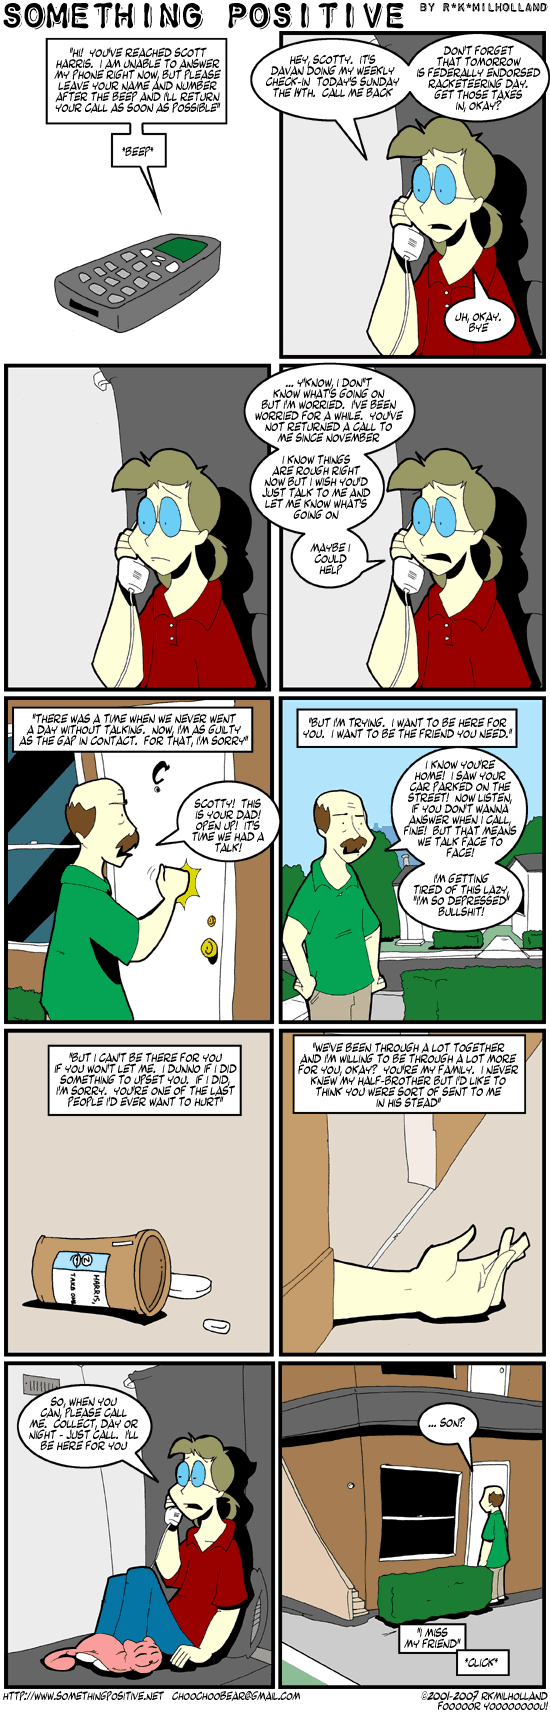 SOMETHING POSITIVE BY R*K*MILHOLLAND
"HI! YOU'VE REACHED SCOTT
HARRIS. I AM UNABLE TO ANSWER
MY PHONE RIGHT NOW, BUT PLEASE
LEAVE YOUR NAME AND NUMBER
AFTER THE BEEP AND I'LL RETURN
YOUR CALL AS SOON AS POSSIBLE"
*BEEP*
HEY, SCOTTY. IT'S
DAVAN DOING MY WEEKLY
CHECK-IN TODAY'S SUNDAY
THE 14TH. CALL ME BACK
DON'T FORGET
THAT TOMORROW
IS FEDERALLY ENDORSED
RACKETEERING DAY.
GET THOSE TAXES
IN, OKAY?
UH, OKAY.
BYE
... Y'KNOW, I DON'T
KNOW WHAT'S GOING ON
BUT I'M WORRIED. I'VE BEEN
WORRIED FOR A WHILE. YOU'VE
NOT RETURNED A CALL TO
ME SINCE NOVEMBER
I KNOW THINGS
ARE ROUGH RIGHT
NOW BUT I WISH YOU'D
JUST TALK TO ME AND
LET ME KNOW WHAT'S
GOING ON
MAYBE I
COULD
HELP
"THERE WAS A TIME WHEN WE NEVER WENT
A DAY WITHOUT TALKING. NOW, I'M AS GUILTY
AS THE GAP IN CONTACT. FOR THAT, I'M SORRY"
SCOTTY! THIS
IS YOUR DAD!
OPEN UP! IT'S
TIME WE HAD A
TALK!
"BUT I'M TRYING. I WANT TO BE HERE FOR
YOU. I WANT TO BE THE FRIEND YOU NEED."
I KNOW YOU'RE
HOME! I SAW YOUR
CAR PARKED ON THE
STREET! NOW LISTEN,
IF YOU DON'T WANNA
ANSWER WHEN I CALL,
FINE! BUT THAT MEANS
WE TALK FACE TO
FACE!
I'M GETTING
TIRED OF THIS LAZY,
"I'M SO DEPRESSED"
BULLSHIT!
"BUT I CAN'T BE THERE FOR YOU
IF YOU WON'T LET ME. I DUNNO IF I DID
SOMETHING TO UPSET YOU. IF I DID,
I'M SORRY. YOU'RE ONE OF THE LAST
PEOPLE I'D EVER WANT TO HURT"
HARRIS,
TAKE ONE
"WE'VE BEEN THROUGH A LOT TOGETHER
AND I'M WILLING TO BE THROUGH A LOT MORE
FOR YOU, OKAY? YOU'RE MY FAMILY. I NEVER
KNEW MY HALF-BROTHER BUT I'D LIKE TO
THINK YOU WERE SORT OF SENT TO ME
IN HIS STEAD"
SO, WHEN YOU
CAN, PLEASE CALL
ME. COLLECT, DAY OR
NIGHT - JUST CALL. I'LL
BE HERE FOR YOU
... SON?
"I MISS
MY FRIEND"
*CLICK*
HTTP://WWW.SOMETHINGPOSITIVE.NET CHOOCHOOBEAR@GMAIL.COM
©2001-2007 RKMILHOLLAND
FOOOOOR YOOOOOOOOOU!